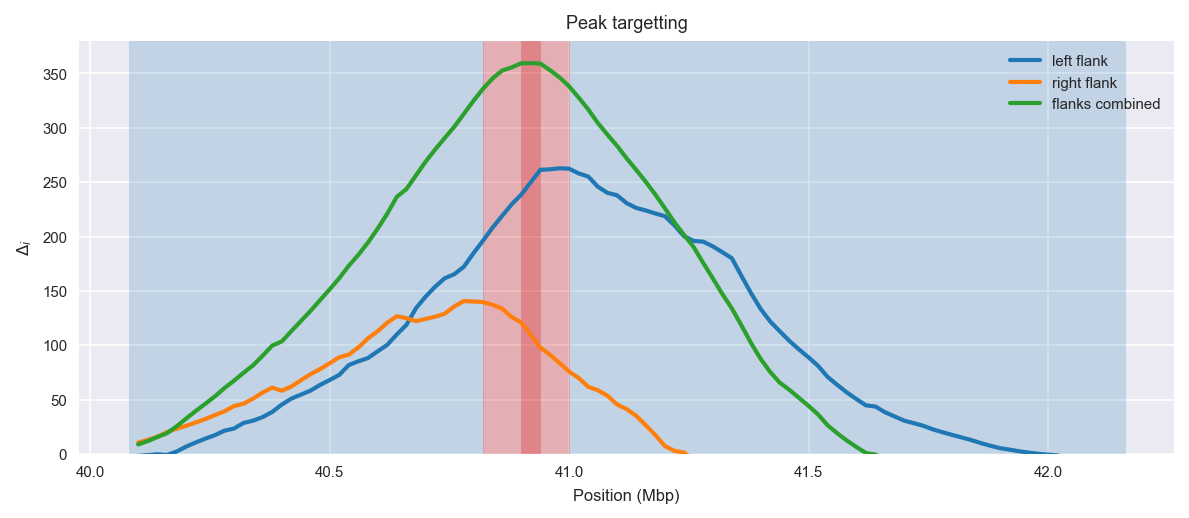 Peak targetting
350
300
250
200
150
100
50
0
Δi
40.0
40.5
41.0
41.5
42.0
Position (Mbp)
left flank
right flank
flanks combined